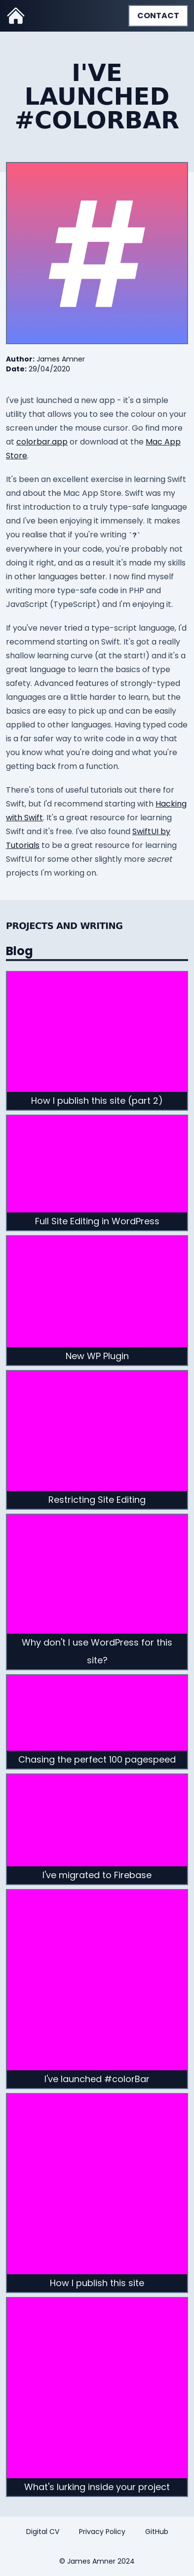 CONTACT
I'VE
LAUNCHED
#COLORBAR
#
Author: James Amner
Date: 29/04/2020
I've just launched a new app - it's a simple
utility that allows you to see the colour on your
screen under the mouse cursor. Go find more
at colorbar.app or download at the Mac App
Store.
It's been an excellent exercise in learning Swift
and about the Mac App Store. Swift was my
first introduction to a truly type-safe language
and I've been enjoying it immensely. It makes
you realise that if you're writing `?`
everywhere in your code, you're probably not
doing it right, and as a result it's made my skills
in other languages better. I now find myself
writing more type-safe code in PHP and
JavaScript (TypeScript) and I'm enjoying it.
If you've never tried a type-script language, I'd
recommend starting on Swift. It's got a really
shallow learning curve (at the start!) and it's a
great language to learn the basics of type
safety. Advanced features of strongly-typed
languages are a little harder to learn, but the
basics are easy to pick up and can be easily
applied to other languages. Having typed code
is a far safer way to write code in a way that
you know what you're doing and what you're
getting back from a function.
There's tons of useful tutorials out there for
Swift, but I'd recommend starting with Hacking
with Swift. It's a great resource for learning
Swift and it's free. I've also found SwiftUI by
Tutorials to be a great resource for learning
SwiftUI for some other slightly more secret
projects I'm working on.
PROJECTS AND WRITING
Blog
How I publish this site (part 2)
Full Site Editing in WordPress
New WP Plugin
Restricting Site Editing
Why don't I use WordPress for this
site?
Chasing the perfect 100 pagespeed
I've migrated to Firebase
I've launched #colorBar
How I publish this site
What's lurking inside your project
Digital CV Privacy Policy GitHub
© James Amner 2024